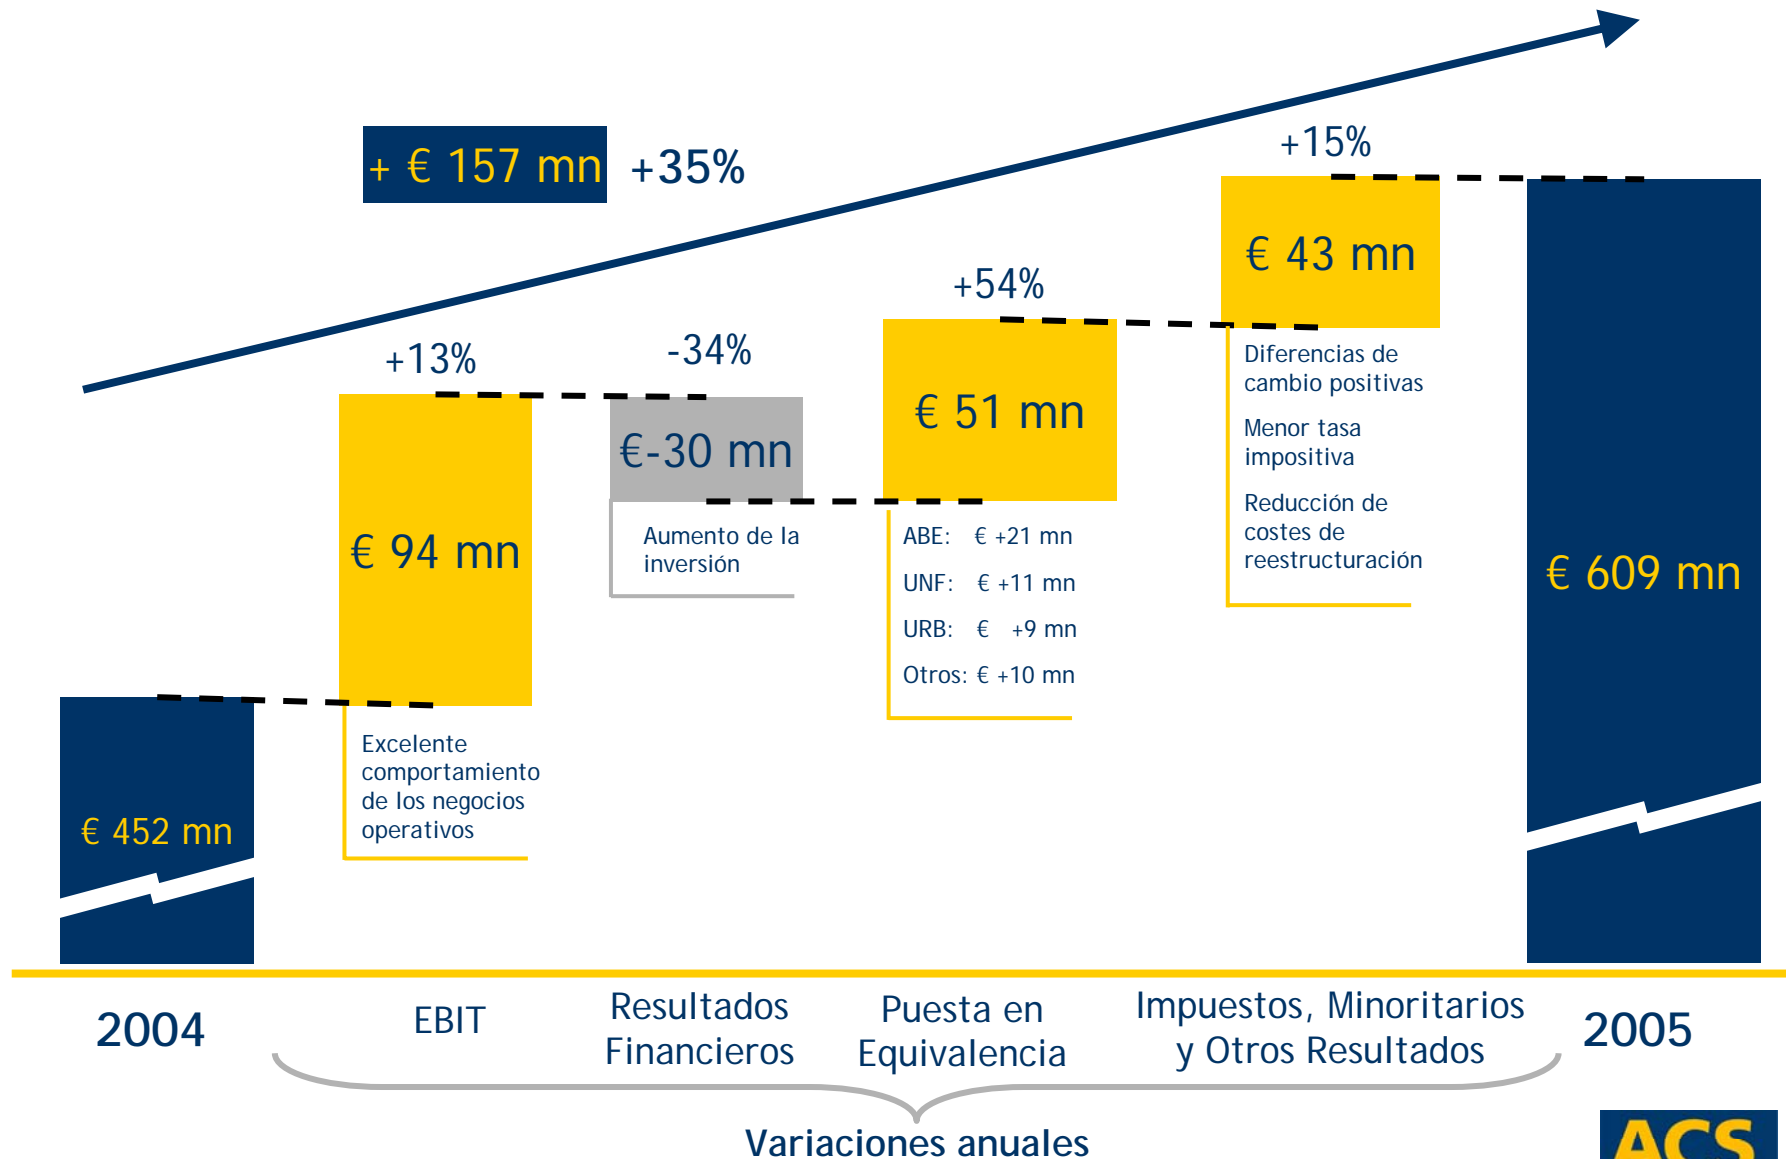 + € 157 mn +35%
+13%
-34%
+54%
+15%
€ 452 mn
€ 94 mn
€-30 mn
€ 51 mn
€ 43 mn
€ 609 mn
Excelente
comportamiento
de los negocios
operativos
Aumento de la
inversión
ABE: € +21 mn
UNF: € +11 mn
URB: € +9 mn
Otros: € +10 mn
Diferencias de
cambio positivas
Menor tasa
impositiva
Reducción de
costes de
reestructuración
2004
EBIT
Resultados
Financieros
Puesta en
Equivalencia
Impuestos, Minoritarios
y Otros Resultados
2005
Variaciones anuales
ACS